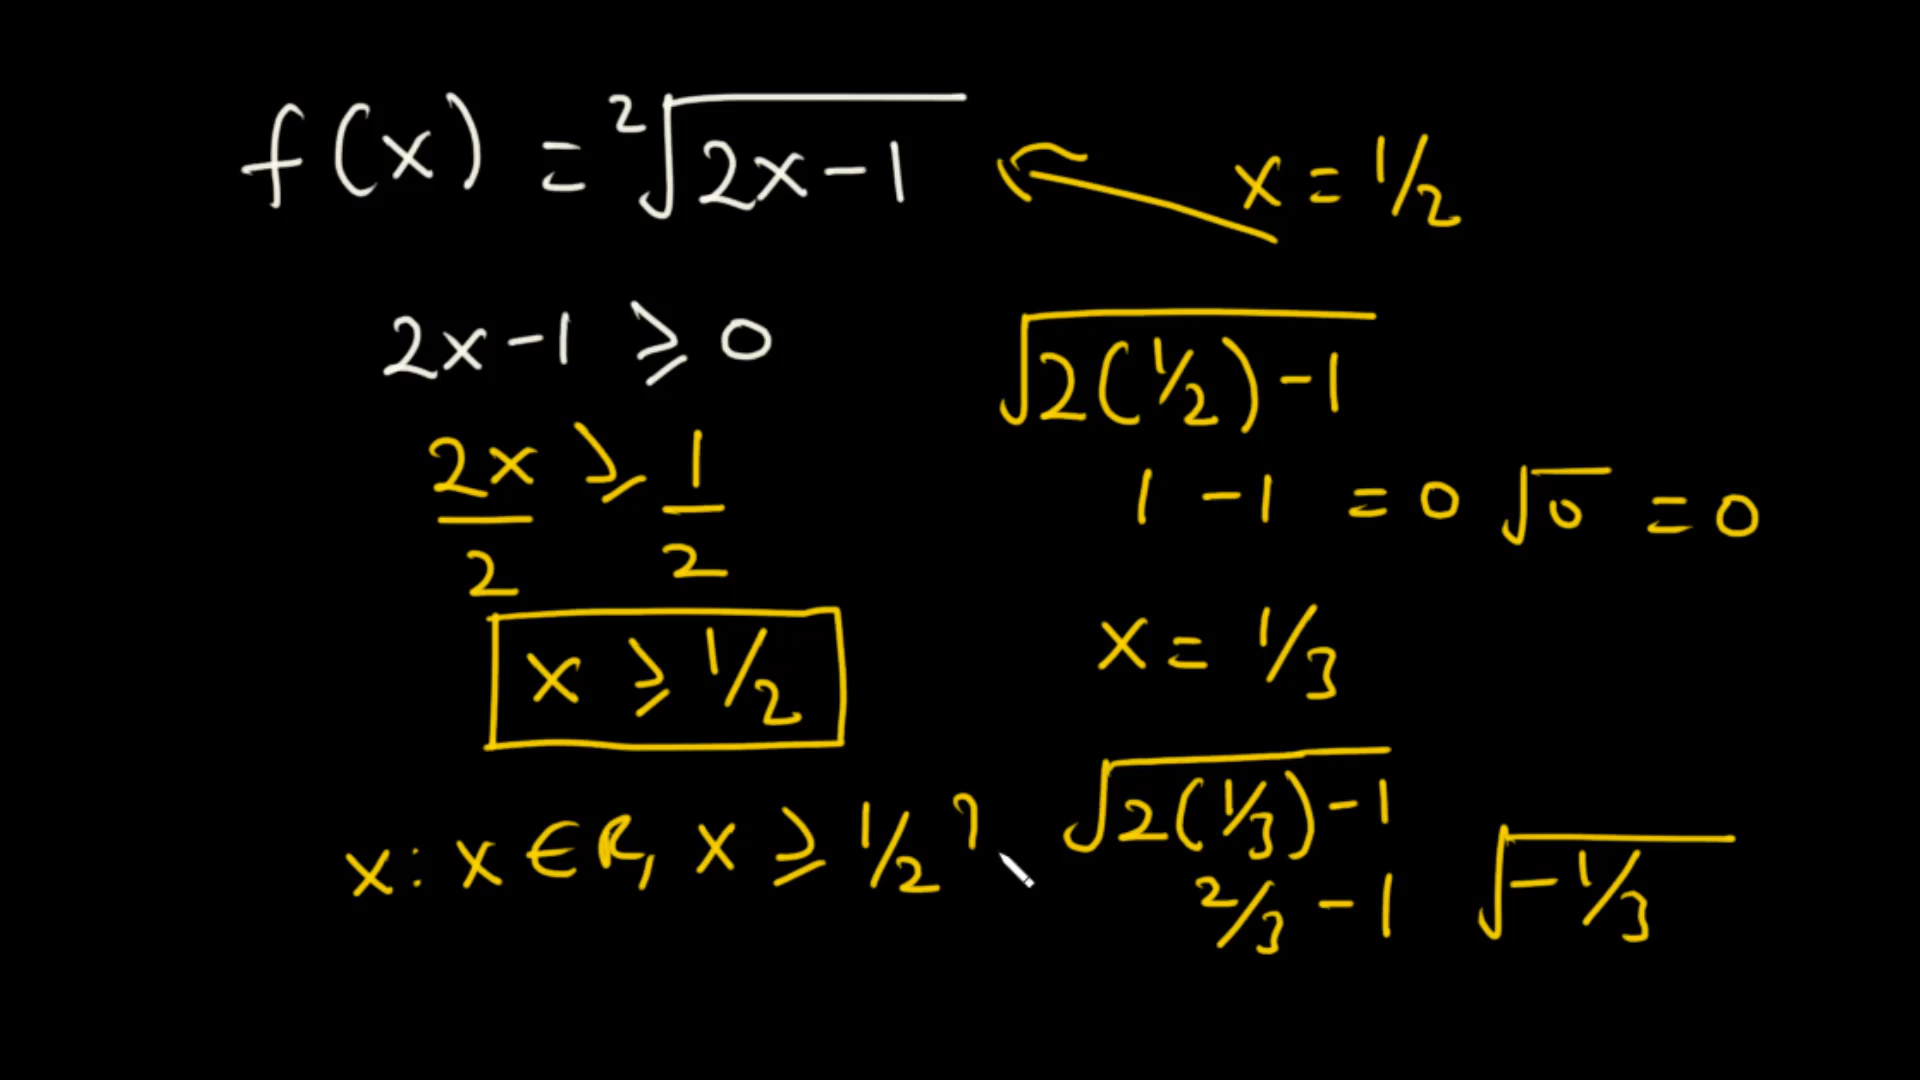 f(x) = ²√2x-1
x = 1/2
2x-1 ≥ 0
√2(1/2)-1
2x/2 ≥ 1/2
1 - 1 = 0 √0 = 0
x ≥ 1/2
x = 1/3
√2(1/3)-1
x: x ∈ R, x ≥ 1/2
2/3 - 1 √-1/3